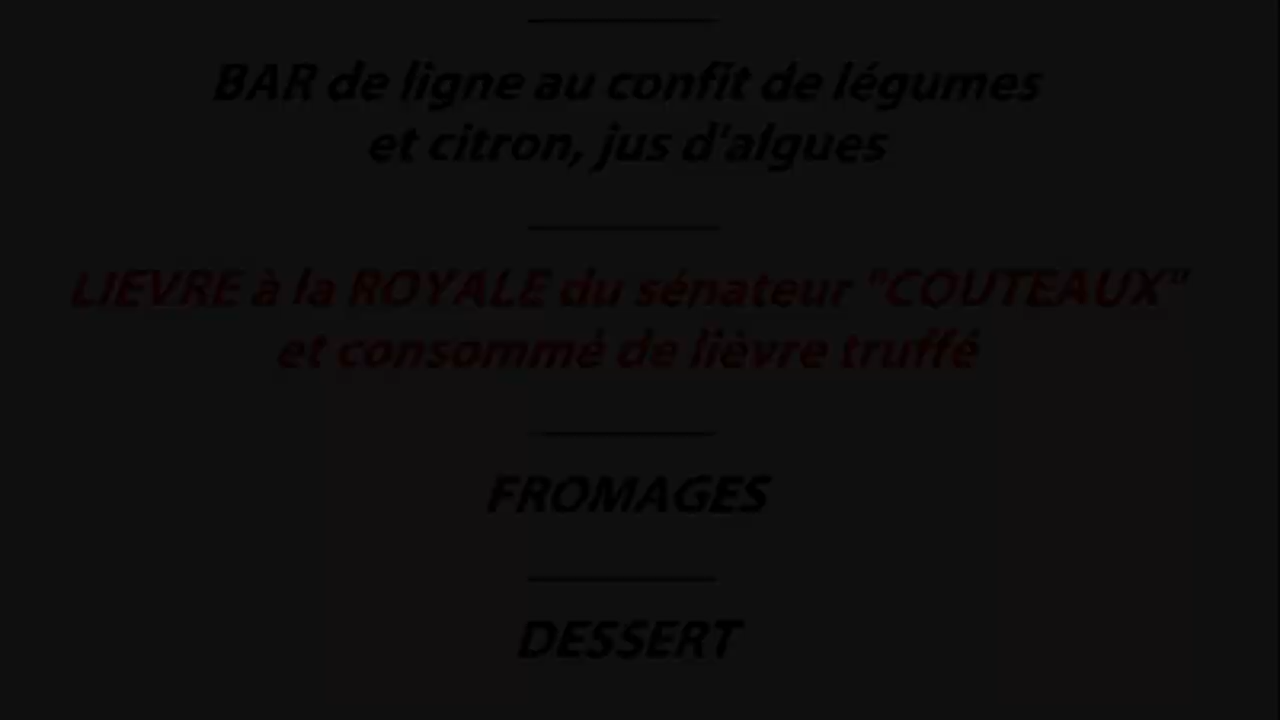 BAR de ligne au confit de légumes
et citron, jus d'algues
LIEVRE à la ROYALE du sénateur "COUTEAUX"
et consommé de lièvre truffé
FROMAGES
DESSERT